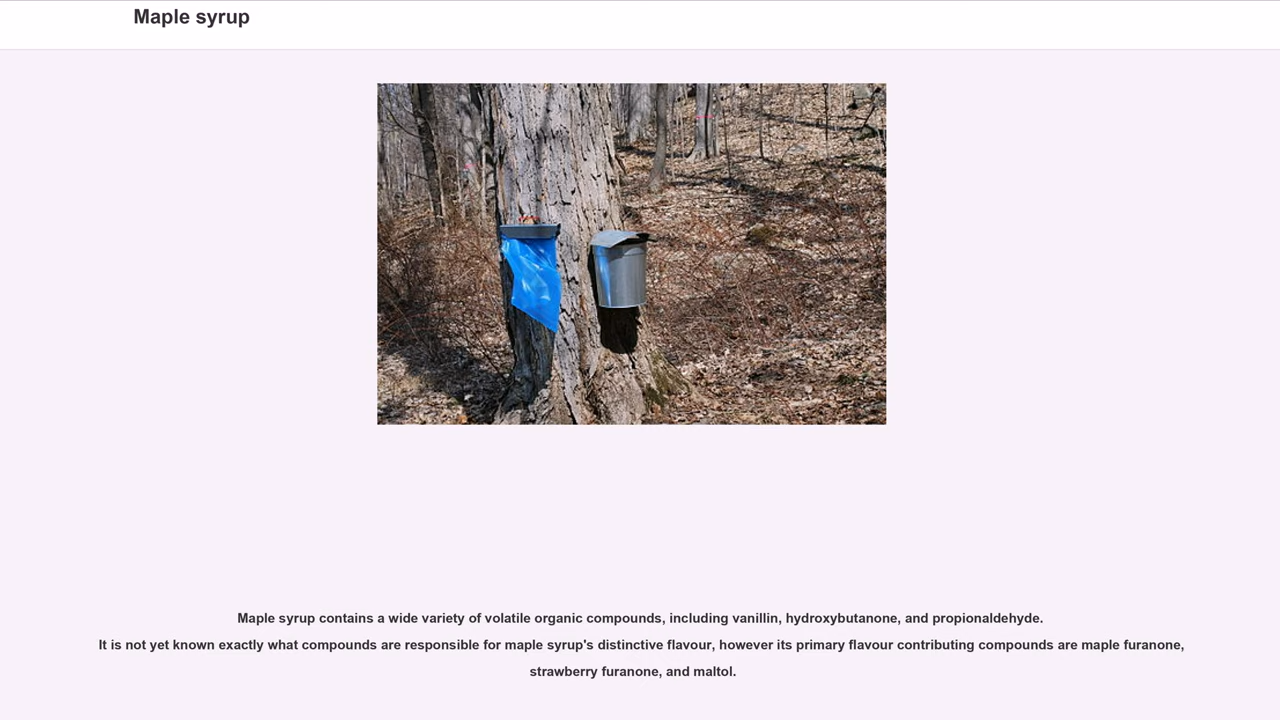 Maple syrup
Maple syrup contains a wide variety of volatile organic compounds, including vanillin, hydroxybutanone, and propionaldehyde.
It is not yet known exactly what compounds are responsible for maple syrup's distinctive flavour, however its primary flavour contributing compounds are maple furanone,
strawberry furanone, and maltol.